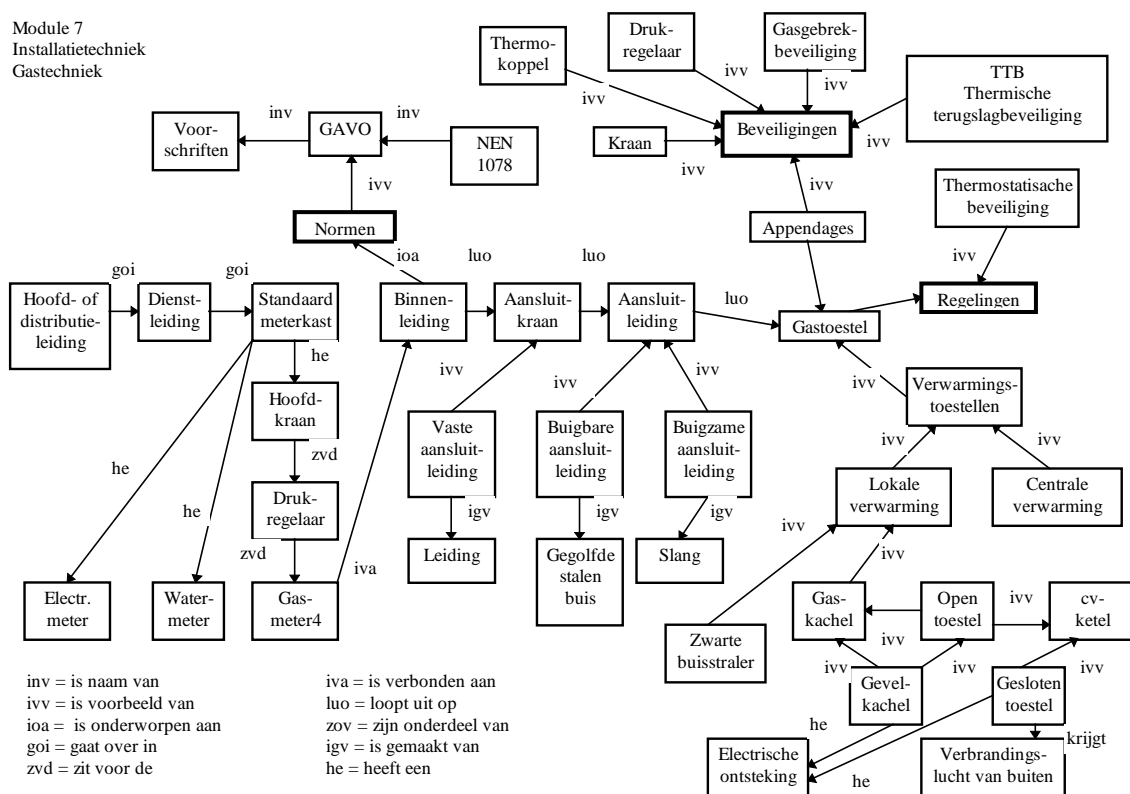 Module 7
Installatietechniek
Gastechniek
Thermo-
koppel
Druk-
regelaar
Gasgebrek-
beveiliging
TTB
Thermische
terugslagbeveiliging
ivv
ivv
ivv
ivv
inv
inv
Voor-
schriften
GAVO
NEN
1078
Kraan
ivv
Beveiligingen
ivv
ivv
Thermostatisache
beveiliging
Normen
Appendages
ioa
luo
luo
ivv
goi
goi
Hoofd- of
distributie-
leiding
Dienst-
leiding
Standaard
meterkast
Binnen-
leiding
Aansluit-
kraan
Aansluit-
leiding
luo
Gastoestel
Regelingen
he
ivv
ivv
ivv
ivv
Hoofd-
kraan
Vaste
aansluit-
leiding
Buigbare
aansluit-
leiding
Buigzame
aansluit-
leiding
Verwarmings-
toestellen
zvd
ivv
ivv
he
he
Druk-
regelaar
igv
igv
igv
Lokale
verwarming
Centrale
verwarming
zvd
ivv
Leiding
Gegolfde
stalen
buis
Slang
ivv
iva
Electr.
meter
Water-
meter
Gas-
meter4
Gas-
kachel
Open
toestel
ivv
cv-
ketel
Zwarte
buisstraler
ivv
ivv
ivv
ivv
Gevel-
kachel
Gesloten
toestel
he
krijgt
Electrische
ontsteking
he
Verbrandings-
lucht van buiten
inv = is naam van
ivv = is voorbeeld van
ioa = is onderworpen aan
goi = gaat over in
zvd = zit voor de
iva = is verbonden aan
luo = loopt uit op
zov = zijn onderdeel van
igv = is gemaakt van
he = heeft een